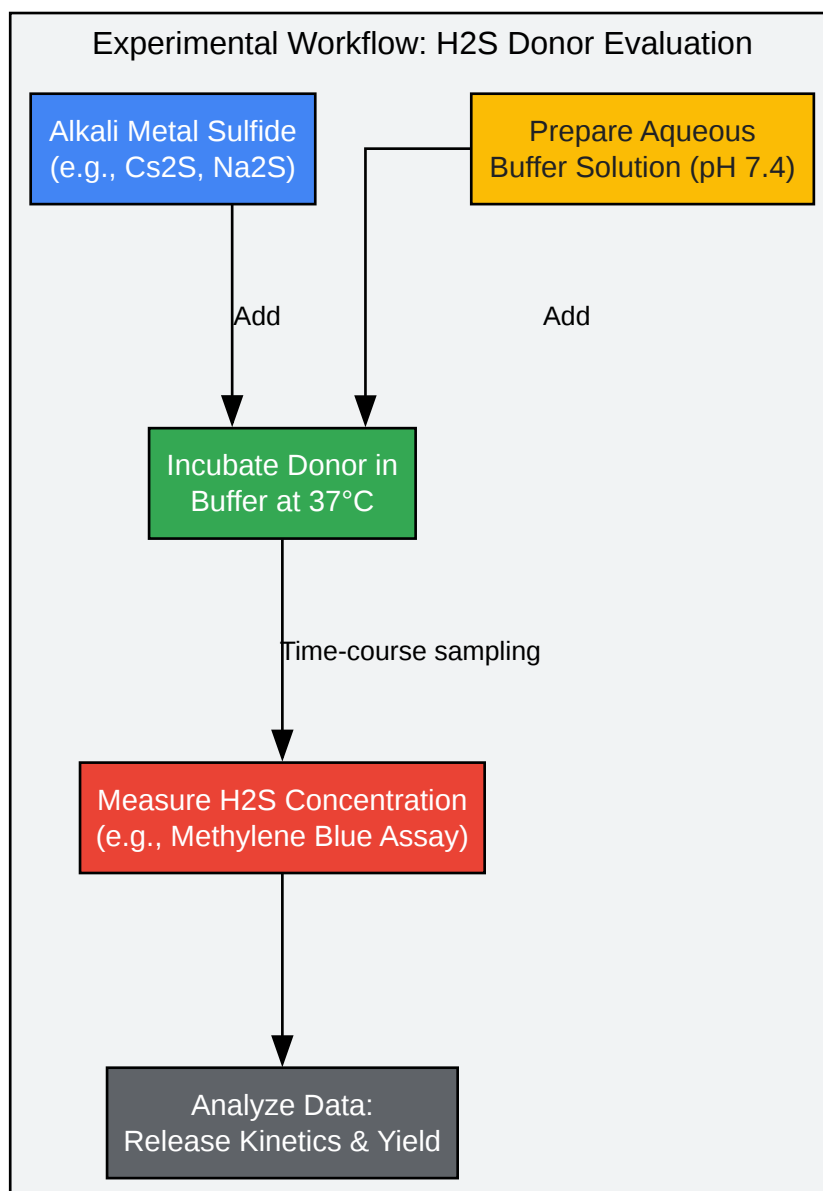 Experimental Workflow: H2S Donor Evaluation
Alkali Metal Sulfide
(e.g., Cs2S, Na2S)
Prepare Aqueous
Buffer Solution (pH 7.4)
Add
Add
Incubate Donor in
Buffer at 37°C
Time-course sampling
Measure H2S Concentration
(e.g., Methylene Blue Assay)
Analyze Data:
Release Kinetics & Yield